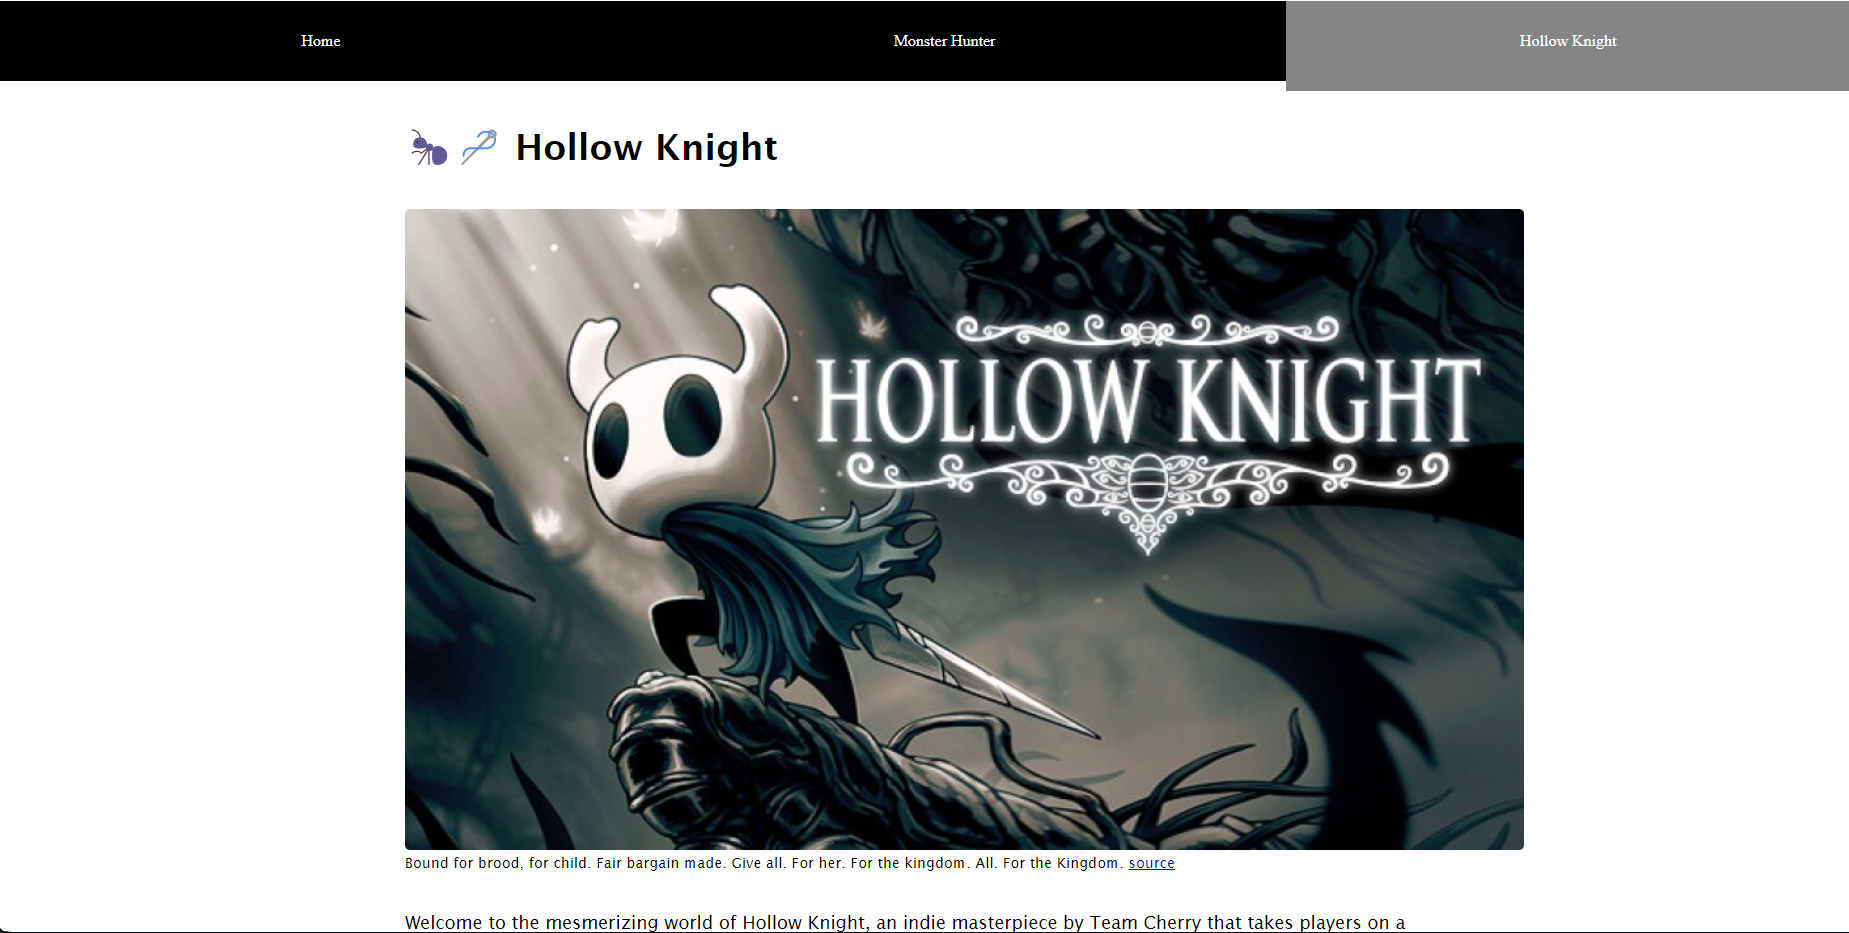 Home Monster Hunter Hollow Knight
Hollow Knight
HOLLOW KNIGHT
Bound for brood, for child. Fair bargain made. Give all. For her. For the kingdom. All. For the Kingdom. source
Welcome to the mesmerizing world of Hollow Knight, an indie masterpiece by Team Cherry that takes players on a